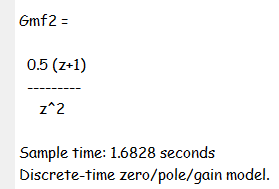 Gmf2 =
0.5 (z+1)
---------
z^2
Sample time: 1.6828 seconds
Discrete-time zero/pole/gain model.